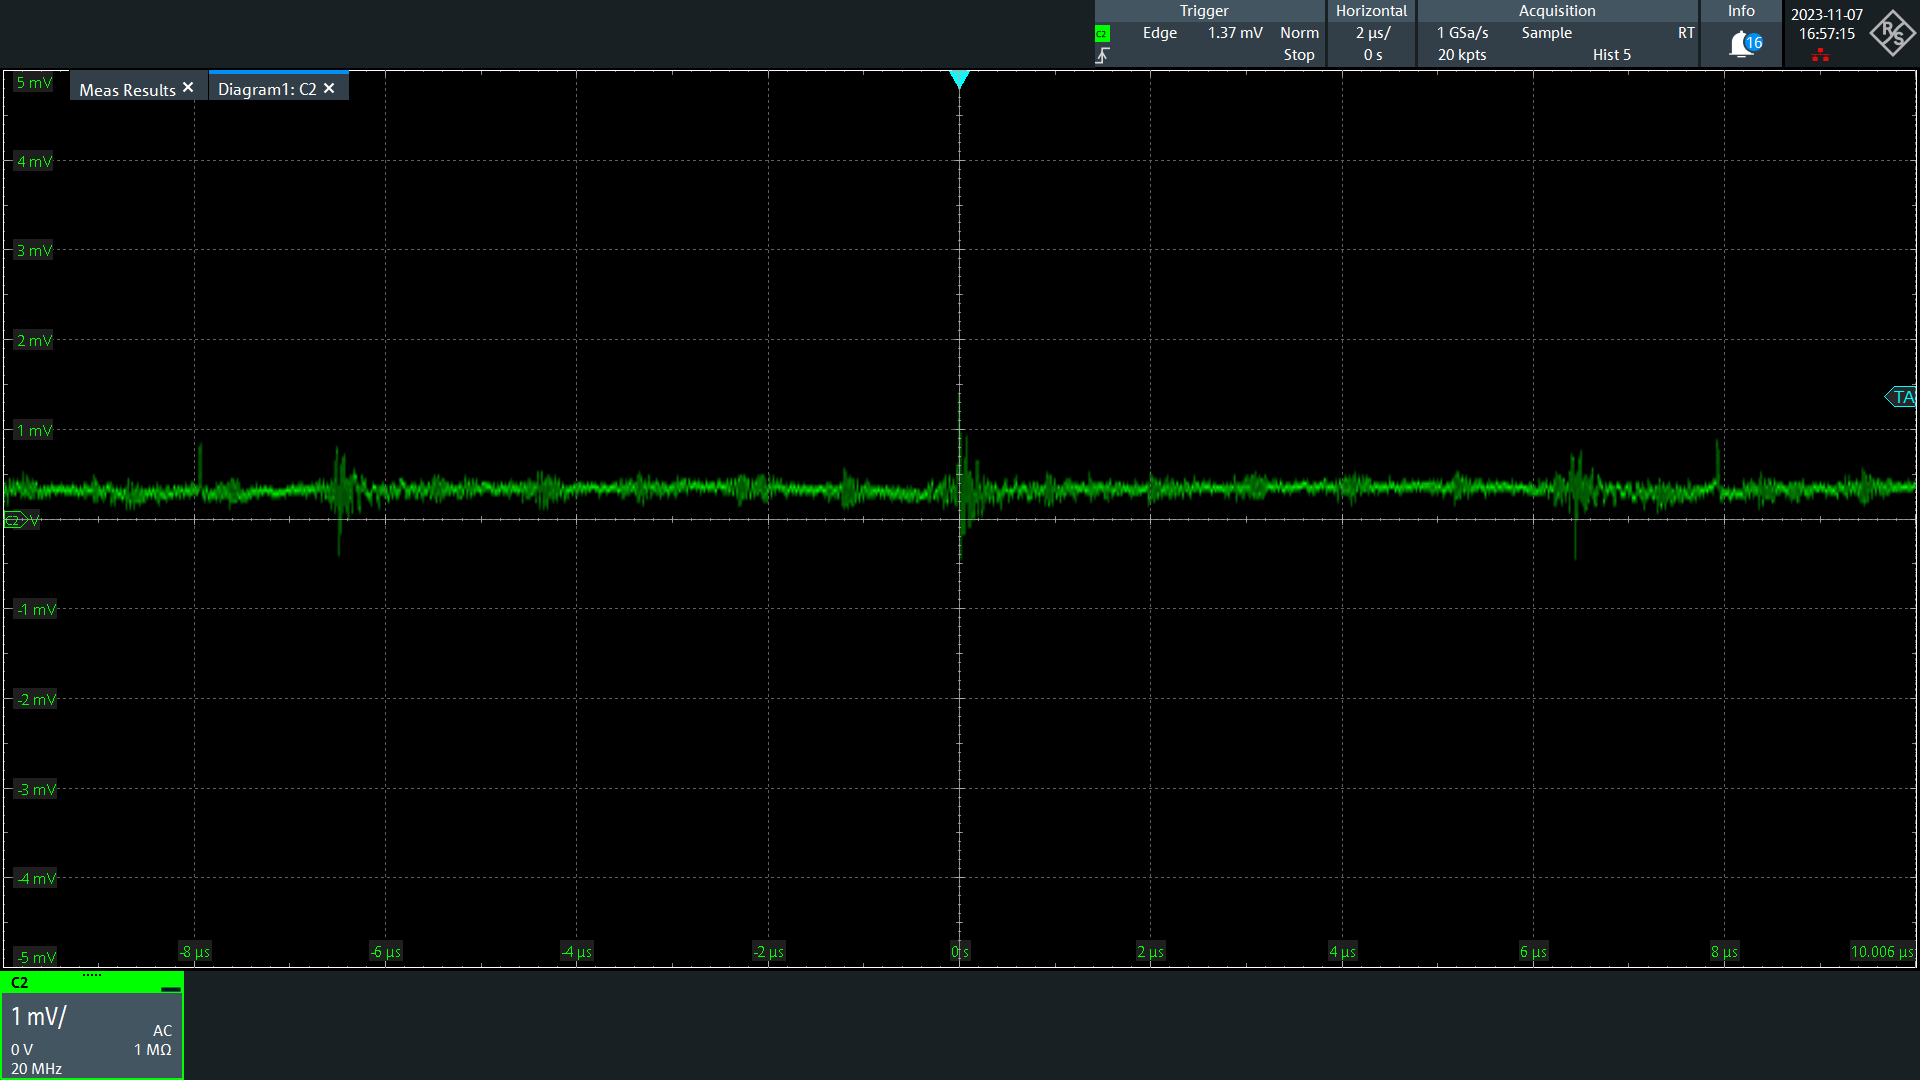 Trigger
C2 Edge 1.37 mV Norm
Stop
Horizontal
2 µs/
0 s
Acquisition
1 GSa/s Sample RT
20 kpts Hist 5
Info
16
2023-11-07
16:57:15
R S
Meas Results ✕
Diagram1: C2 ✕
5 mV
4 mV
3 mV
2 mV
1 mV
C2 V
-1 mV
-2 mV
-3 mV
-4 mV
-5 mV
TA
-8 µs
-6 µs
-4 µs
-2 µs
0 s
2 µs
4 µs
6 µs
8 µs
10.006 µs
C2
1 mV/
AC
0 V 1 MΩ
20 MHz